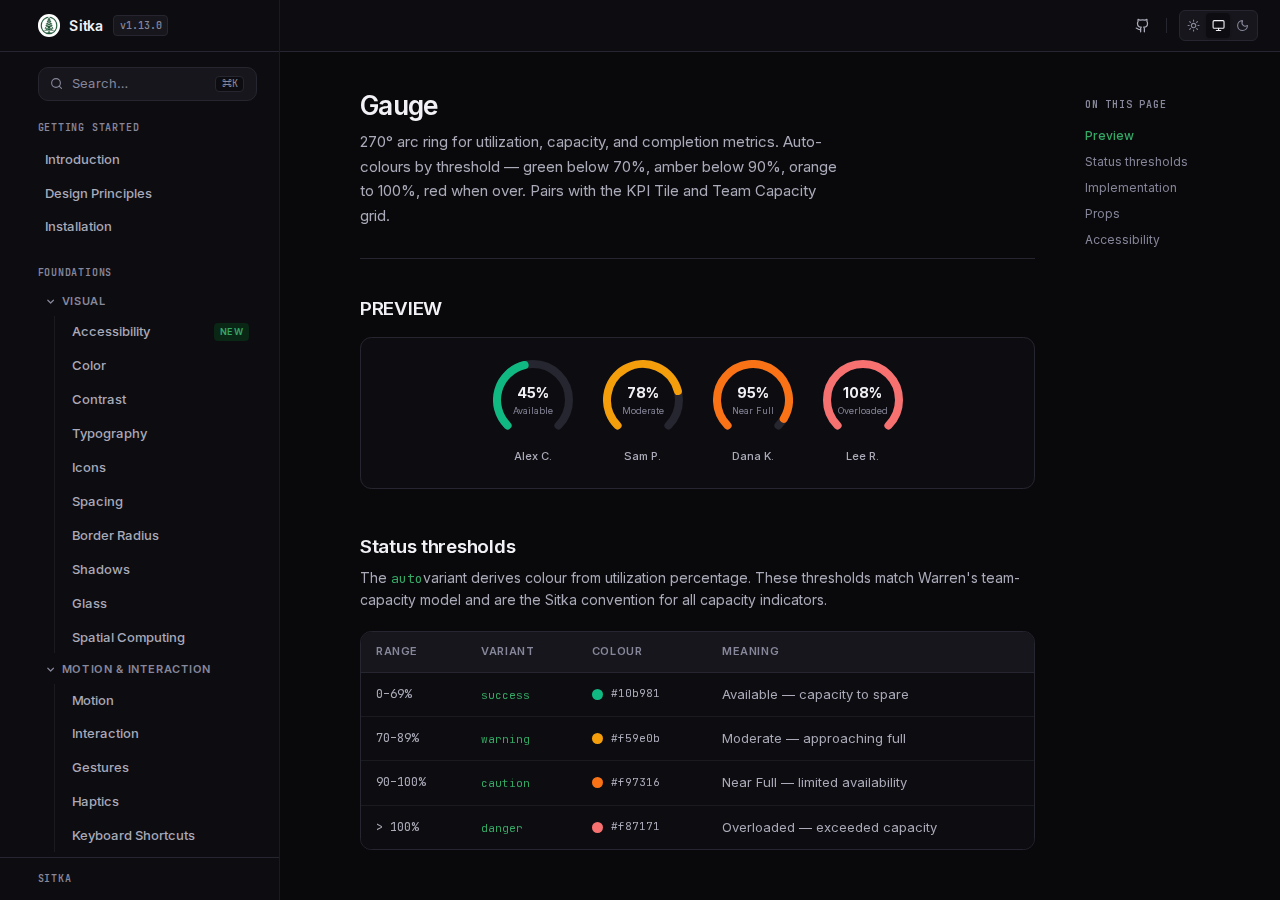 Sitka v1.13.0
Search... ⌘K
GETTING STARTED
Introduction
Design Principles
Installation
FOUNDATIONS
VISUAL
Accessibility NEW
Color
Contrast
Typography
Icons
Spacing
Border Radius
Shadows
Glass
Spatial Computing
MOTION & INTERACTION
Motion
Interaction
Gestures
Haptics
Keyboard Shortcuts
SITKA
Gauge
270° arc ring for utilization, capacity, and completion metrics. Auto-
colours by threshold — green below 70%, amber below 90%, orange
to 100%, red when over. Pairs with the KPI Tile and Team Capacity
grid.
PREVIEW
45% 78% 95% 108%
Available Moderate Near Full Overloaded
Alex C. Sam P. Dana K. Lee R.
Status thresholds
The auto variant derives colour from utilization percentage. These thresholds match Warren's team-
capacity model and are the Sitka convention for all capacity indicators.
RANGE VARIANT COLOUR MEANING
0–69% success #10b981 Available — capacity to spare
70–89% warning #f59e0b Moderate — approaching full
90–100% caution #f97316 Near Full — limited availability
> 100% danger #f87171 Overloaded — exceeded capacity
ON THIS PAGE
Preview
Status thresholds
Implementation
Props
Accessibility